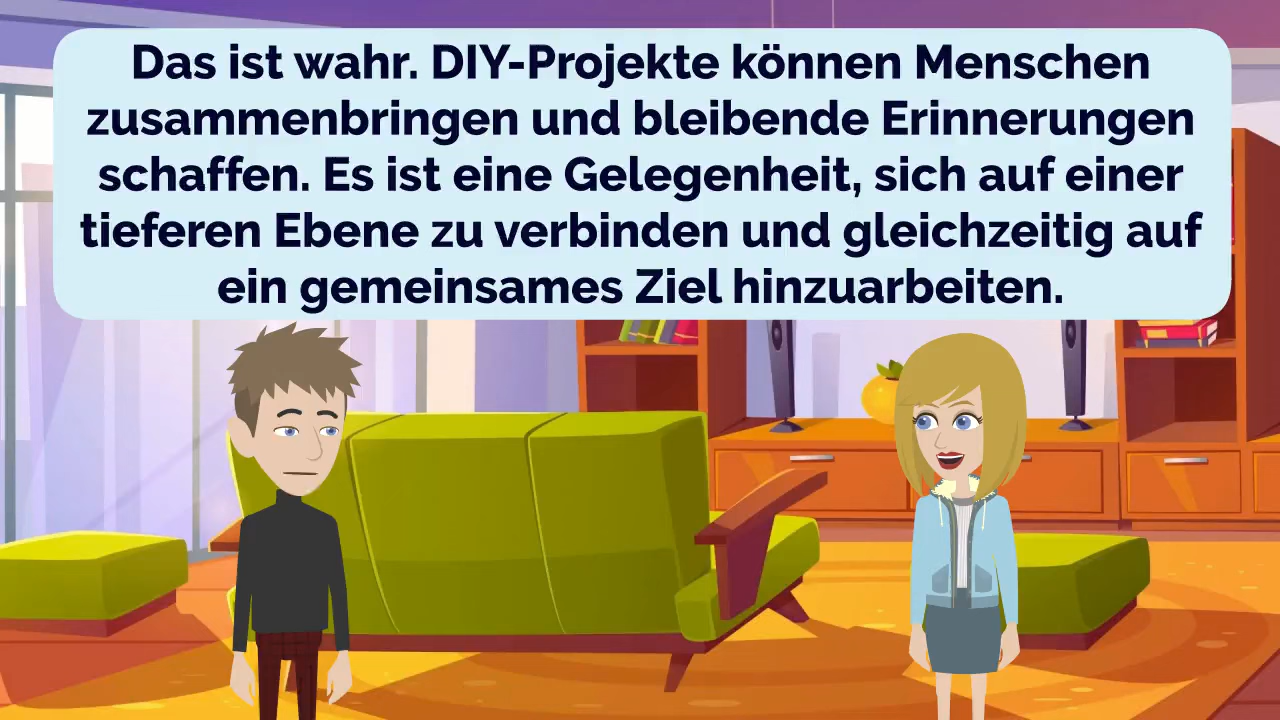 Das ist wahr. DIY-Projekte können Menschen
zusammenbringen und bleibende Erinnerungen
schaffen. Es ist eine Gelegenheit, sich auf einer
tieferen Ebene zu verbinden und gleichzeitig auf
ein gemeinsames Ziel hinzuarbeiten.